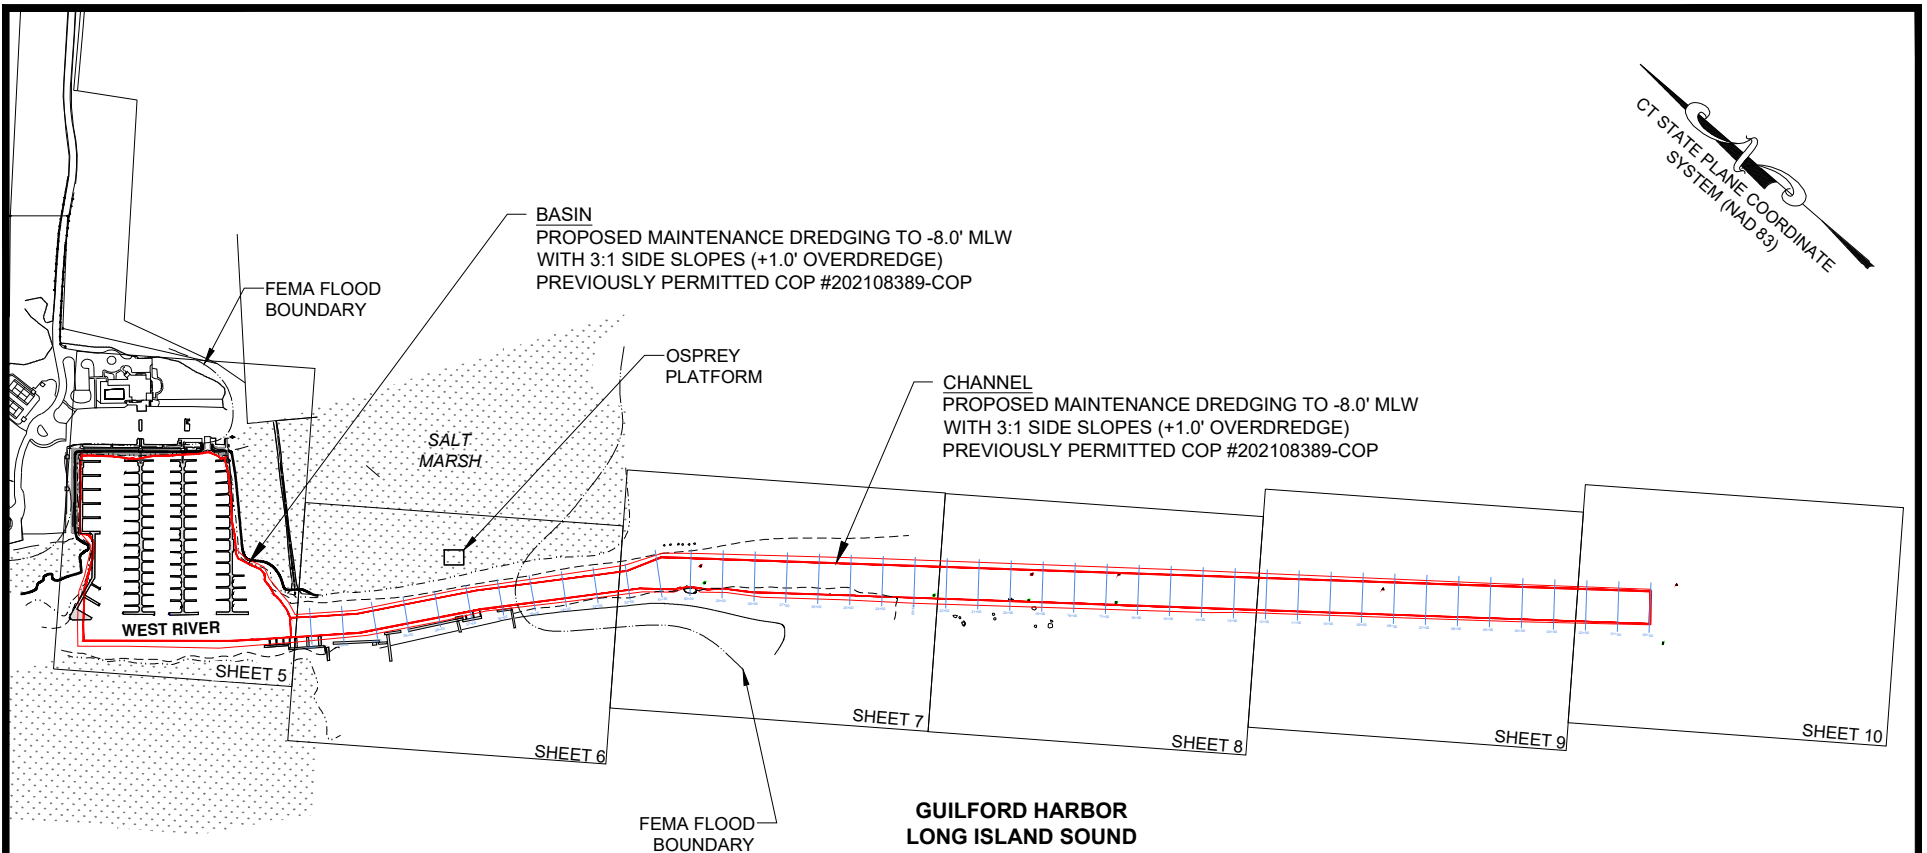 CT STATE PLANE COORDINATE
SYSTEM (NAD 83)
BASIN
PROPOSED MAINTENANCE DREDGING TO -8.0' MLW
WITH 3:1 SIDE SLOPES (+1.0' OVERDREDGE)
PREVIOUSLY PERMITTED COP #202108389-COP
FEMA FLOOD
BOUNDARY
OSPREY
PLATFORM
CHANNEL
PROPOSED MAINTENANCE DREDGING TO -8.0' MLW
WITH 3:1 SIDE SLOPES (+1.0' OVERDREDGE)
PREVIOUSLY PERMITTED COP #202108389-COP
SALT
MARSH
WEST RIVER
SHEET 5
SHEET 6
SHEET 7
SHEET 8
SHEET 9
SHEET 10
FEMA FLOOD
BOUNDARY
GUILFORD HARBOR
LONG ISLAND SOUND